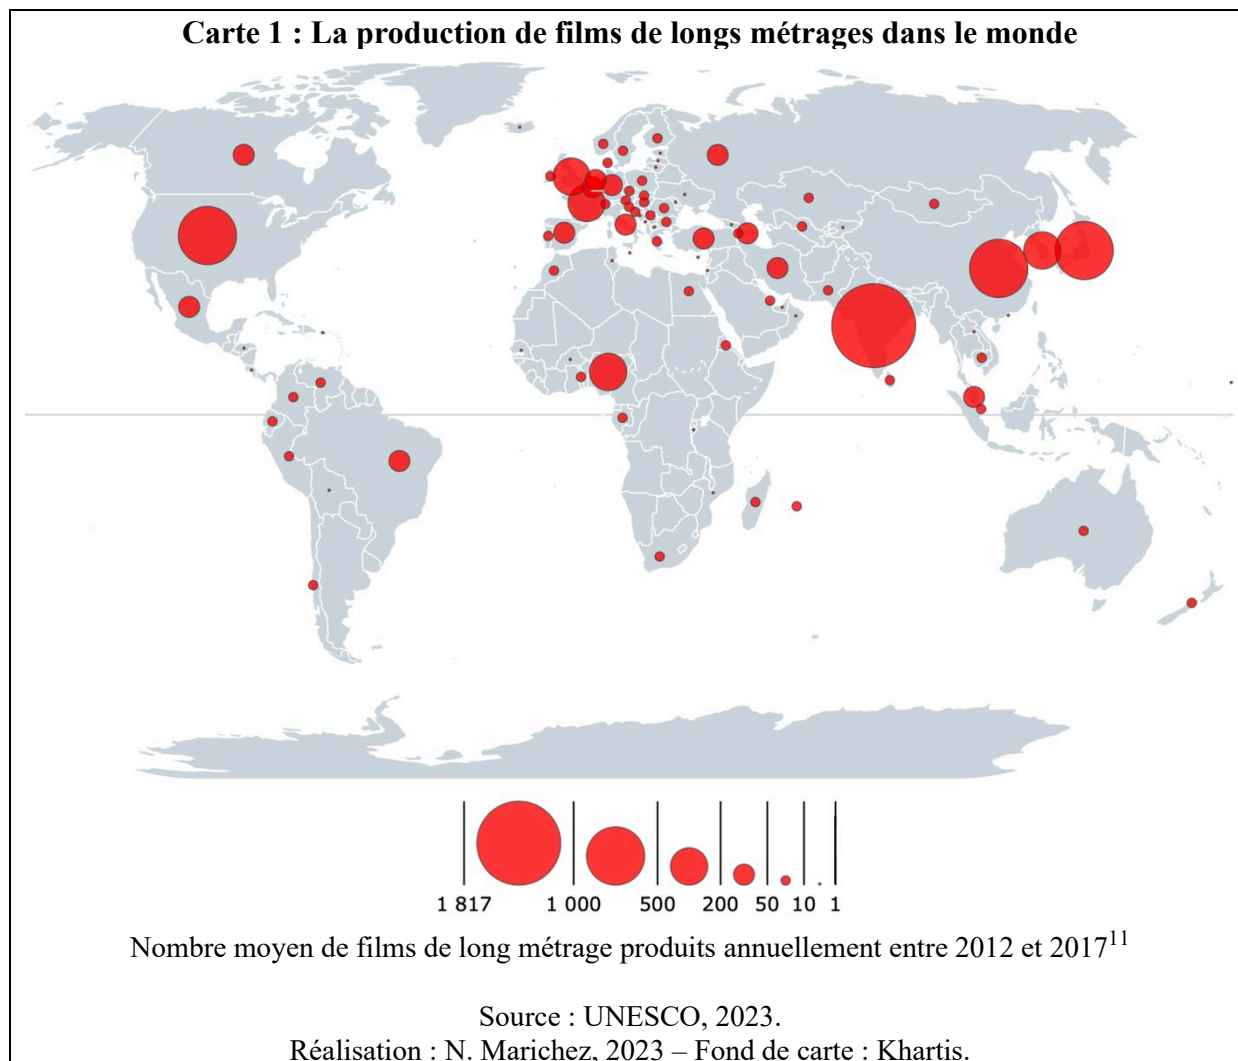 Carte 1 : La production de films de longs métrages dans le monde
1 817 1 000 500 200 50 10 1
Nombre moyen de films de long métrage produits annuellement entre 2012 et 2017¹¹
Source : UNESCO, 2023.
Réalisation : N. Marichez, 2023 – Fond de carte : Khartis.